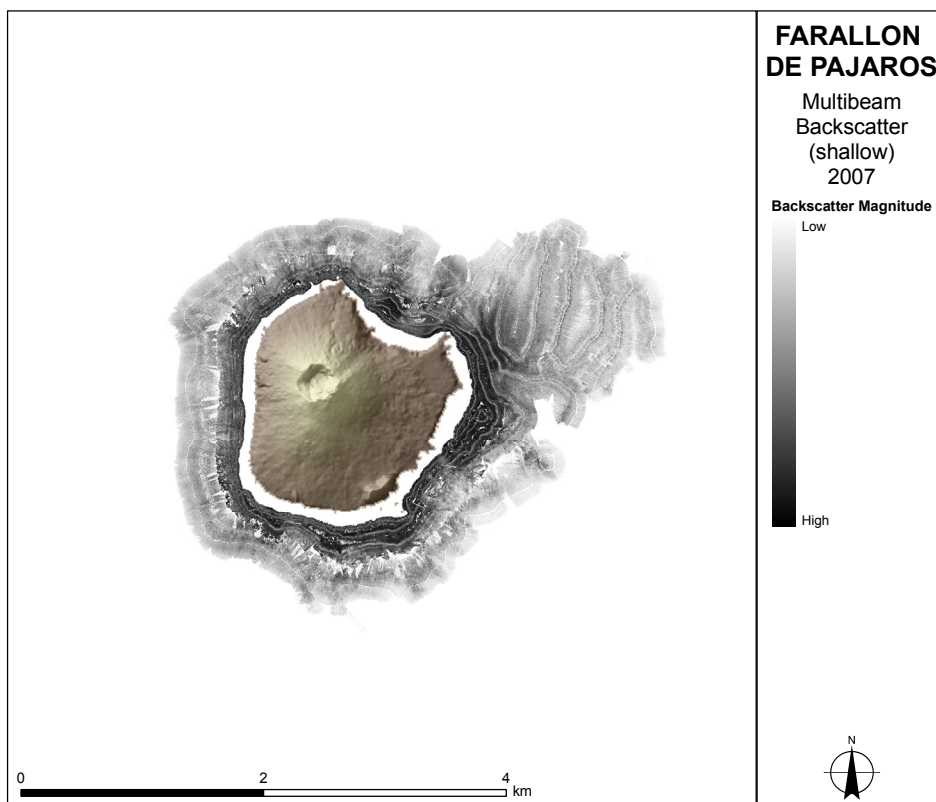 FARALLON
DE PAJAROS
Multibeam
Backscatter
(shallow)
2007
Backscatter Magnitude
Low
High
N
0 2 4
km